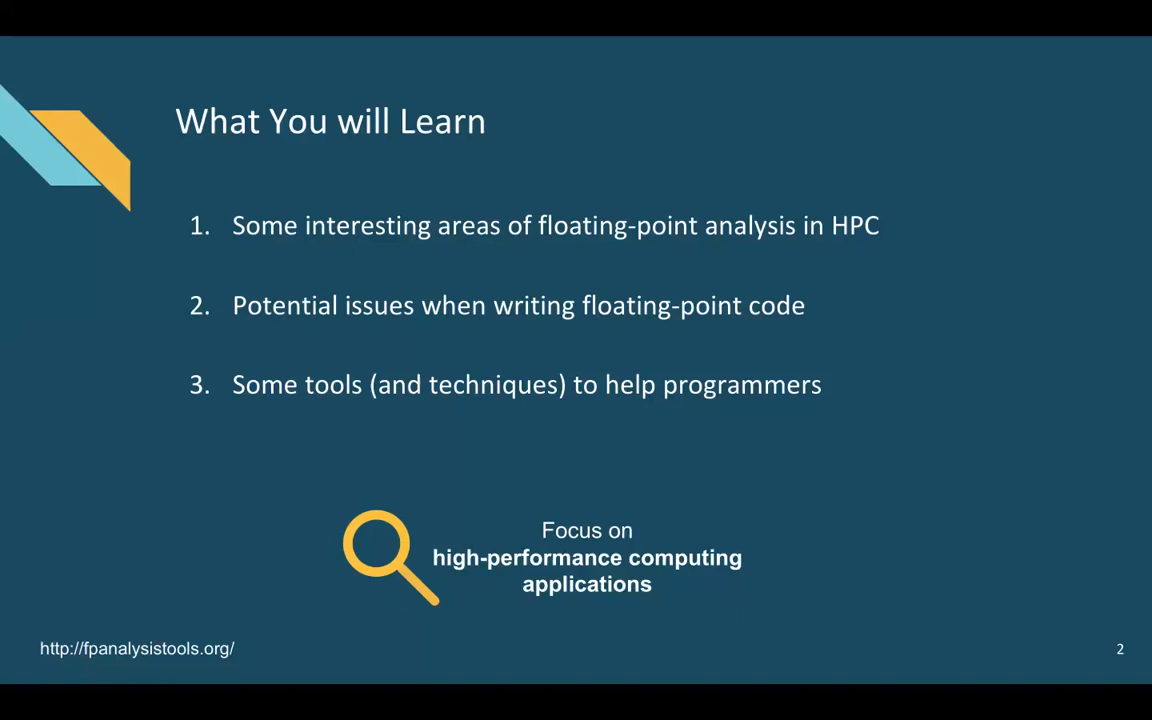 What You will Learn
1. Some interesting areas of floating-point analysis in HPC
2. Potential issues when writing floating-point code
3. Some tools (and techniques) to help programmers
Focus on
high-performance computing
applications
http://fpanalysistools.org/
2